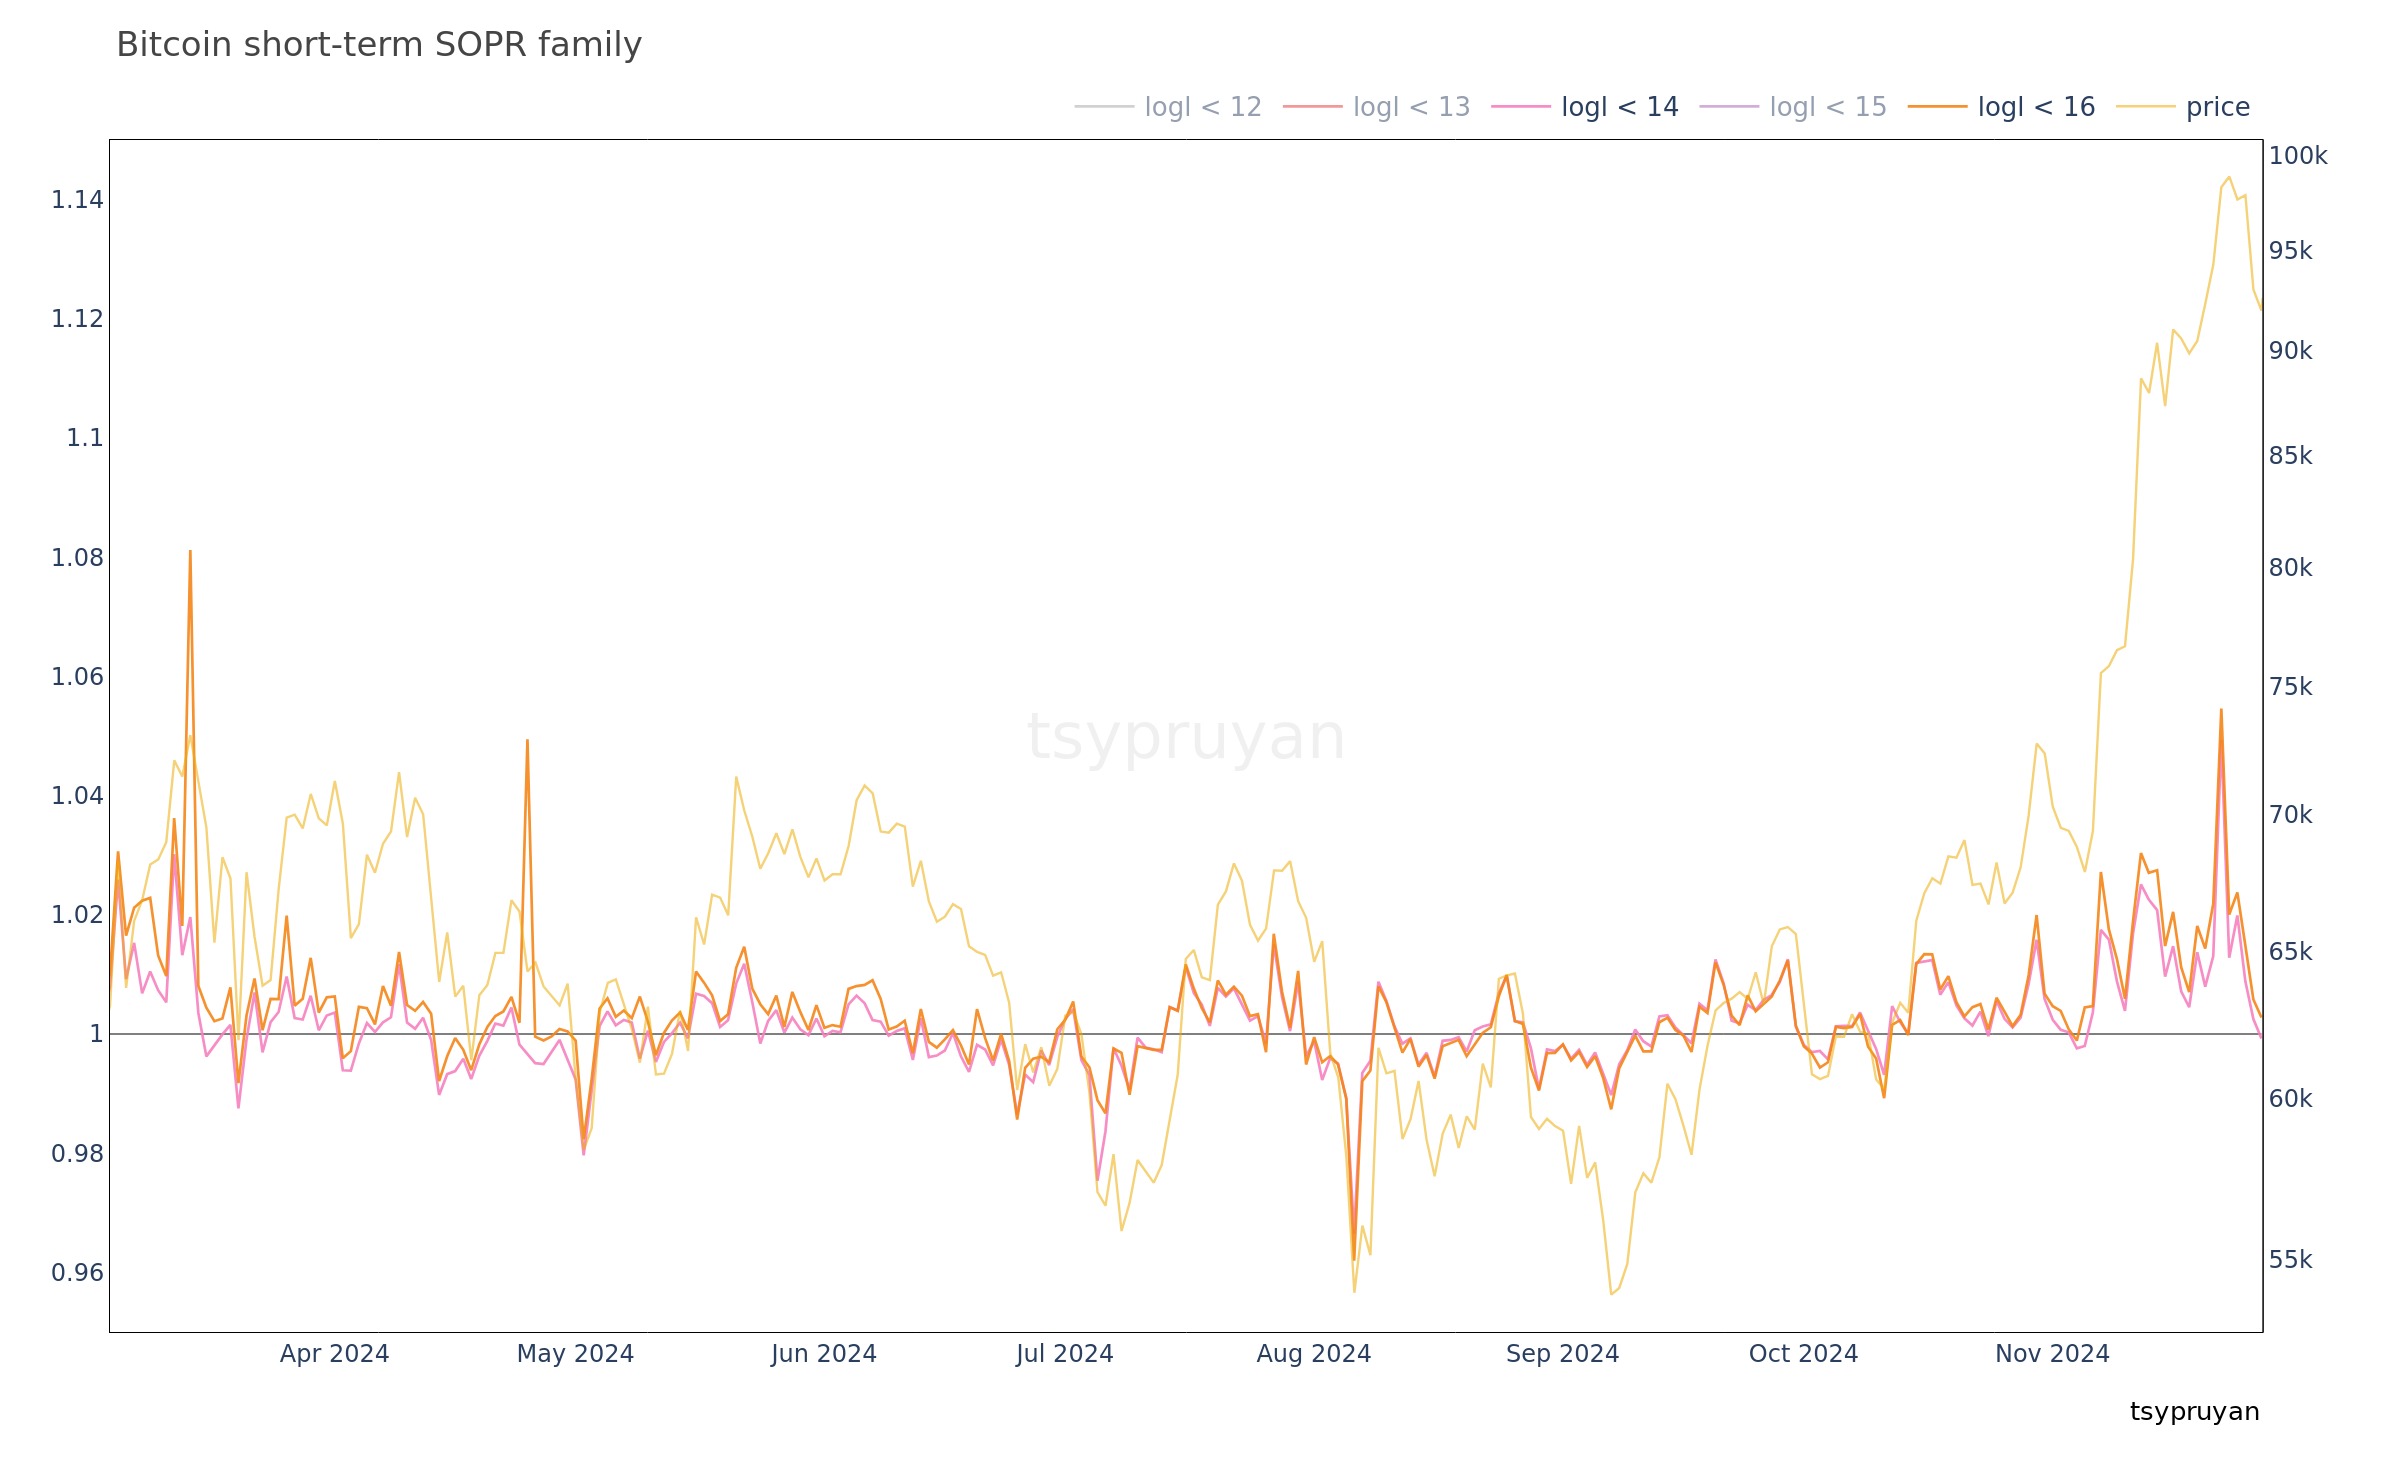 Bitcoin short-term SOPR family
logl < 12 logl < 13 logl < 14 logl < 15 logl < 16 price
1.14
1.12
1.1
1.08
1.06
1.04
1.02
1
0.98
0.96
100k
95k
90k
85k
80k
75k
70k
65k
60k
55k
tsypruyan
Apr 2024 May 2024 Jun 2024 Jul 2024 Aug 2024 Sep 2024 Oct 2024 Nov 2024
tsypruyan